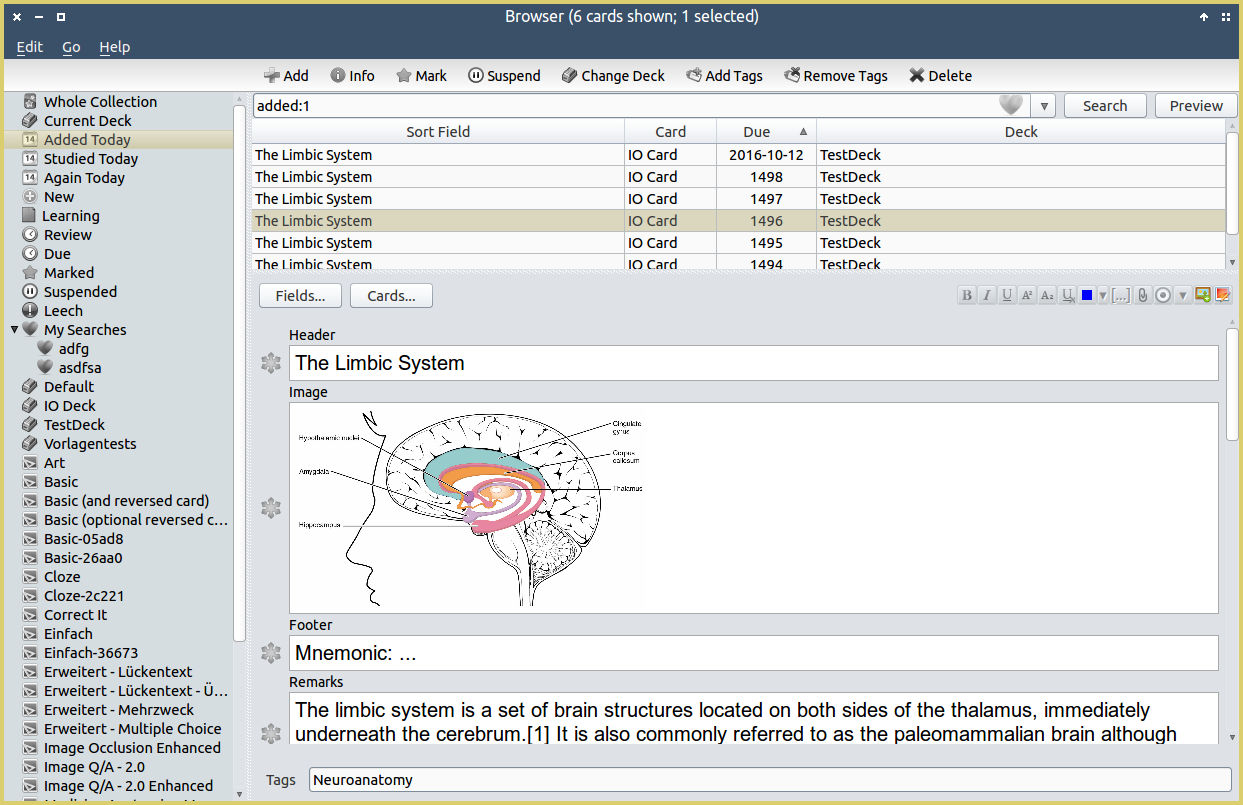 Browser (6 cards shown; 1 selected)
Edit Go Help
Add Info Mark Suspend Change Deck Add Tags Remove Tags Delete
Whole Collection
Current Deck
14 Added Today
14 Studied Today
14 Again Today
New
Learning
Review
Due
Marked
Suspended
Leech
My Searches
adfg
asdfsa
Default
IO Deck
TestDeck
Vorlagentests
Art
Basic
Basic (and reversed card)
Basic (optional reversed c...
Basic-05ad8
Basic-26aa0
Cloze
Cloze-2c221
Correct It
Einfach
Einfach-36673
Erweitert - Lückentext
Erweitert - Lückentext - Ü...
Erweitert - Mehrzweck
Erweitert - Multiple Choice
Image Occlusion Enhanced
Image Q/A - 2.0
Image Q/A - 2.0 Enhanced
added:1 Search Preview
Sort Field Card Due Deck
The Limbic System IO Card 2016-10-12 TestDeck
The Limbic System IO Card 1498 TestDeck
The Limbic System IO Card 1497 TestDeck
The Limbic System IO Card 1496 TestDeck
The Limbic System IO Card 1495 TestDeck
The Limbic System IO Card 1494 TestDeck
Fields... Cards... B I U A² A₂ U [...]
Header
The Limbic System
Image
Cingulate
gyrus
Hypothalamic nuclei
Corpus
callosum
Amygdala
Thalamus
Hippocampus
Footer
Mnemonic: ...
Remarks
The limbic system is a set of brain structures located on both sides of the thalamus, immediately
underneath the cerebrum.[1] It is also commonly referred to as the paleomammalian brain although
Tags Neuroanatomy